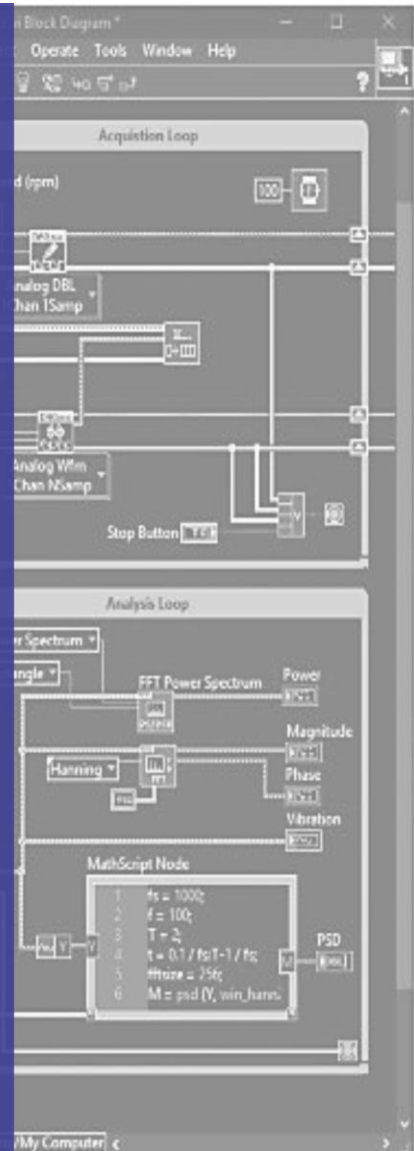 Block Diagram *
Operate Tools Window Help
Acquistion Loop
(rpm)
100
Analog DBL
Chan 1Samp
Analog Wfm
Chan NSamp
Stop Button
Analysis Loop
Spectrum
FFT Power Spectrum
Power
Magnitude
Hanning
FFT
Phase
Vibration
MathScript Node
1 fs = 1000;
2 f = 100;
3 T = 2;
4 t = 0.1 / fs:T-1 / fs;
5 fftsize = 256;
6 M = psd (Y, win_hann.
Y
Y
M
PSD
/My Computer